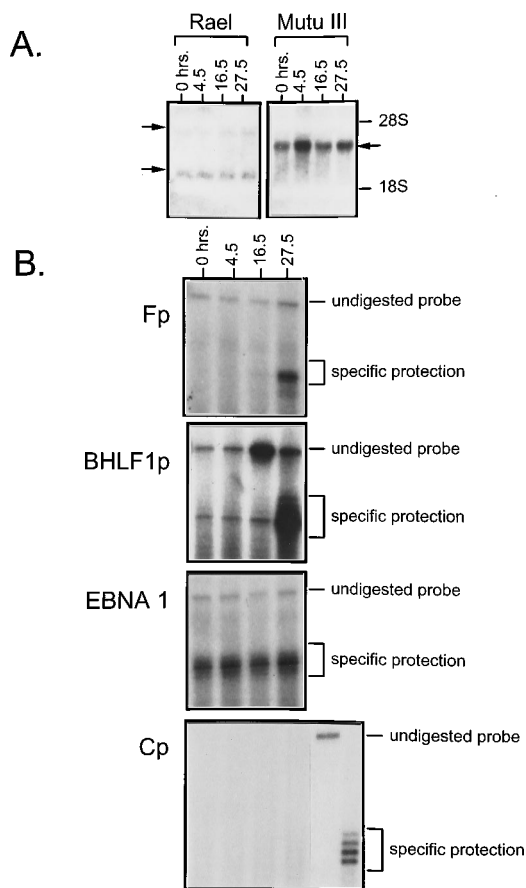 A.
Rael Mutu III
0 hrs. 4.5 16.5 27.5 0 hrs. 4.5 16.5 27.5
28S
18S
B.
0 hrs. 4.5 16.5 27.5
Fp
undigested probe
specific protection
BHLF1p
undigested probe
specific protection
EBNA 1
undigested probe
specific protection
Cp
undigested probe
specific protection